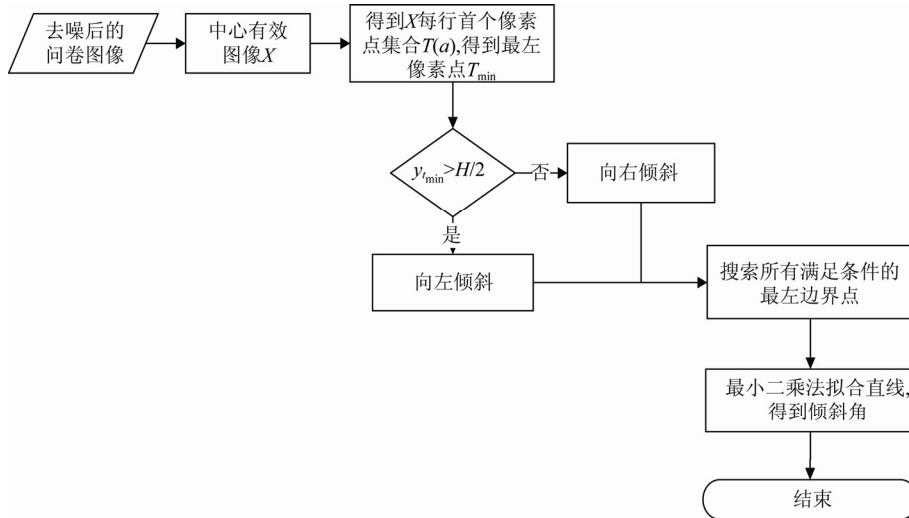 去噪后的
问卷图像
中心有效
图像X
得到X每行首个像素
点集合T(a),得到最左
像素点Tmin
ytmin>H/2
否
向右倾斜
是
向左倾斜
搜索所有满足条件的
最左边界点
最小二乘法拟合直线,
得到倾斜角
结束